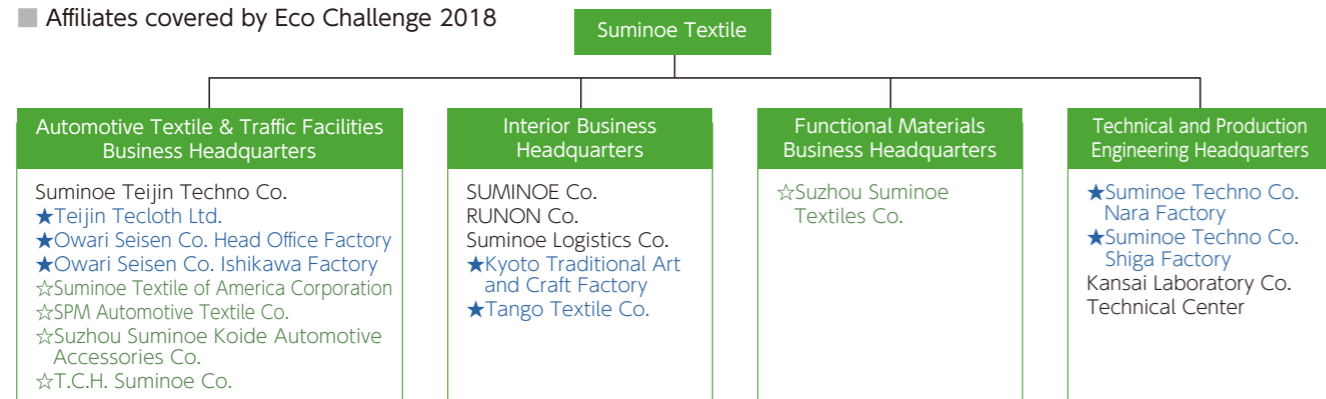 ■ Affiliates covered by Eco Challenge 2018
Suminoe Textile
Automotive Textile & Traffic Facilities
Business Headquarters
Suminoe Teijin Techno Co.
★Teijin Tecloth Ltd.
★Owari Seisen Co. Head Office Factory
★Owari Seisen Co. Ishikawa Factory
☆Suminoe Textile of America Corporation
☆SPM Automotive Textile Co.
☆Suzhou Suminoe Koide Automotive
Accessories Co.
☆T.C.H. Suminoe Co.
Interior Business
Headquarters
SUMINOE Co.
RUNON Co.
Suminoe Logistics Co.
★Kyoto Traditional Art
and Craft Factory
★Tango Textile Co.
Functional Materials
Business Headquarters
☆Suzhou Suminoe
Textiles Co.
Technical and Production
Engineering Headquarters
★Suminoe Techno Co.
Nara Factory
★Suminoe Techno Co.
Shiga Factory
Kansai Laboratory Co.
Technical Center